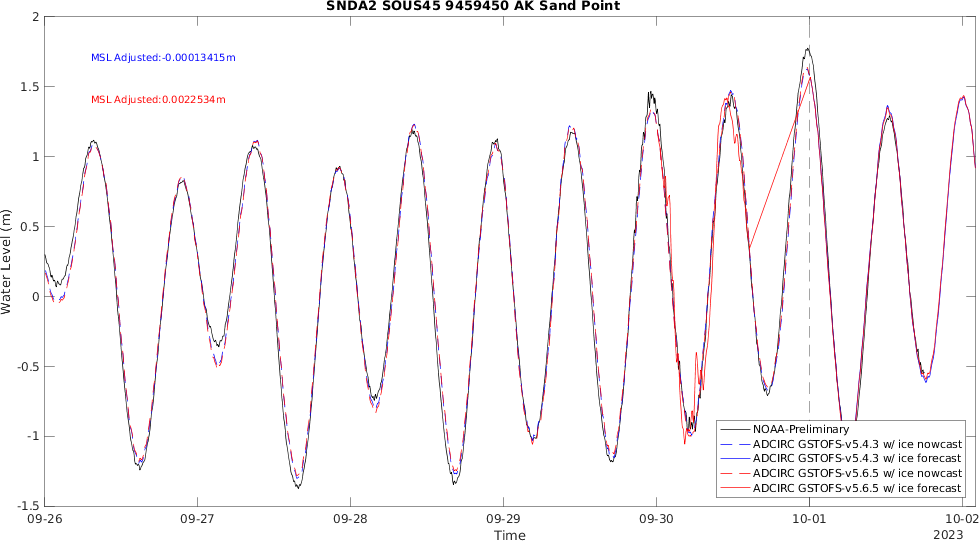 SNDA2 SOUS45 9459450 AK Sand Point
2
MSL Adjusted:-0.00013415m
1.5
MSL Adjusted:0.0022534m
1
0.5
Water Level (m)
0
-0.5
-1
NOAA-Preliminary
ADCIRC GSTOFS-v5.4.3 w/ ice nowcast
ADCIRC GSTOFS-v5.4.3 w/ ice forecast
ADCIRC GSTOFS-v5.6.5 w/ ice nowcast
ADCIRC GSTOFS-v5.6.5 w/ ice forecast
-1.5
09-26 09-27 09-28 09-29 09-30 10-01 10-02
Time 2023